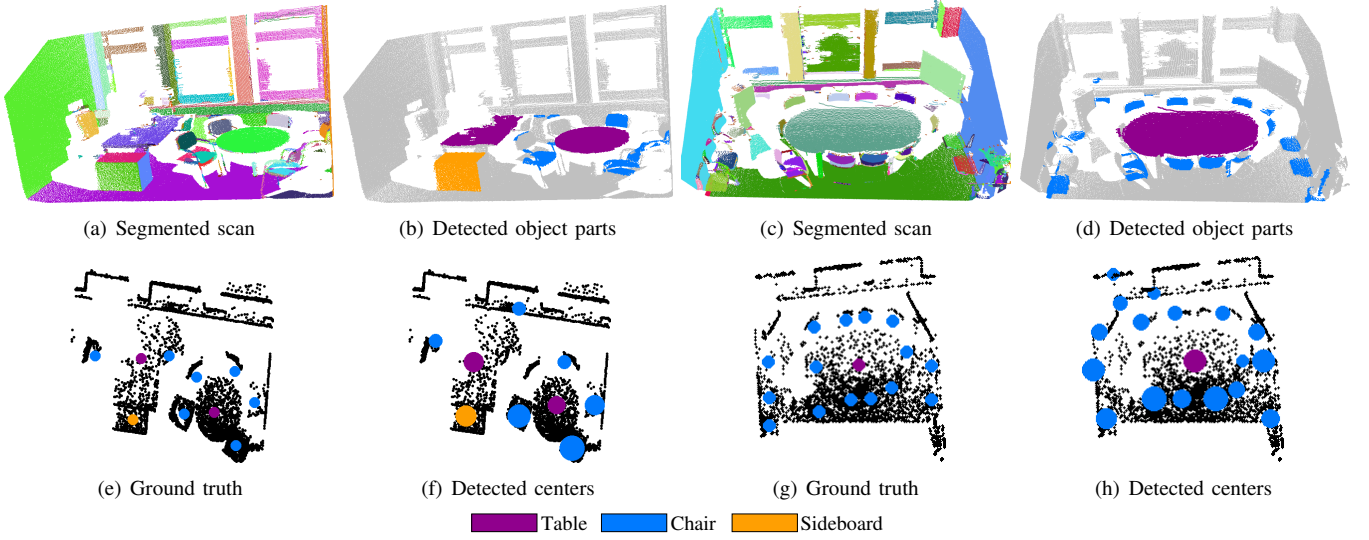 (a) Segmented scan
(b) Detected object parts
(c) Segmented scan
(d) Detected object parts
(e) Ground truth
(f) Detected centers
(g) Ground truth
(h) Detected centers
Table Chair Sideboard